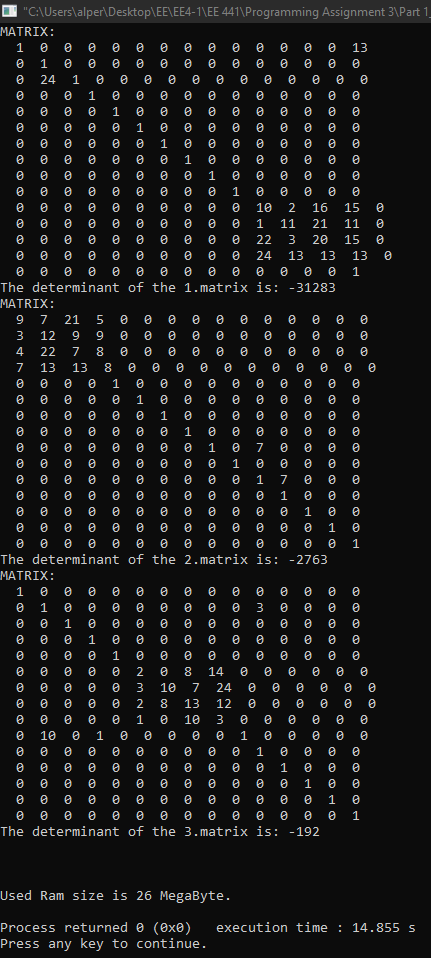 "C:\Users\alper\Desktop\EE\EE4-1\EE 441\Programming Assignment 3\Part 1_
MATRIX:
1 0 0 0 0 0 0 0 0 0 0 0 0 0 13
0 1 0 0 0 0 0 0 0 0 0 0 0 0 0
0 24 1 0 0 0 0 0 0 0 0 0 0 0 0
0 0 0 1 0 0 0 0 0 0 0 0 0 0 0
0 0 0 0 1 0 0 0 0 0 0 0 0 0 0
0 0 0 0 0 1 0 0 0 0 0 0 0 0 0
0 0 0 0 0 0 1 0 0 0 0 0 0 0 0
0 0 0 0 0 0 0 1 0 0 0 0 0 0 0
0 0 0 0 0 0 0 0 1 0 0 0 0 0 0
0 0 0 0 0 0 0 0 0 1 0 0 0 0 0
0 0 0 0 0 0 0 0 0 0 10 2 16 15 0
0 0 0 0 0 0 0 0 0 0 1 11 21 11 0
0 0 0 0 0 0 0 0 0 0 22 3 20 15 0
0 0 0 0 0 0 0 0 0 0 24 13 13 13 0
0 0 0 0 0 0 0 0 0 0 0 0 0 0 1
The determinant of the 1.matrix is: -31283
MATRIX:
9 7 21 5 0 0 0 0 0 0 0 0 0 0 0
3 12 9 9 0 0 0 0 0 0 0 0 0 0 0
4 22 7 8 0 0 0 0 0 0 0 0 0 0 0
7 13 13 8 0 0 0 0 0 0 0 0 0 0 0
0 0 0 0 1 0 0 0 0 0 0 0 0 0 0
0 0 0 0 0 1 0 0 0 0 0 0 0 0 0
0 0 0 0 0 0 1 0 0 0 0 0 0 0 0
0 0 0 0 0 0 0 1 0 0 0 0 0 0 0
0 0 0 0 0 0 0 0 1 0 7 0 0 0 0
0 0 0 0 0 0 0 0 0 1 0 0 0 0 0
0 0 0 0 0 0 0 0 0 0 1 7 0 0 0
0 0 0 0 0 0 0 0 0 0 0 1 0 0 0
0 0 0 0 0 0 0 0 0 0 0 0 1 0 0
0 0 0 0 0 0 0 0 0 0 0 0 0 1 0
0 0 0 0 0 0 0 0 0 0 0 0 0 0 1
The determinant of the 2.matrix is: -2763
MATRIX:
1 0 0 0 0 0 0 0 0 0 0 0 0 0 0
0 1 0 0 0 0 0 0 0 0 3 0 0 0 0
0 0 1 0 0 0 0 0 0 0 0 0 0 0 0
0 0 0 1 0 0 0 0 0 0 0 0 0 0 0
0 0 0 0 1 0 0 0 0 0 0 0 0 0 0
0 0 0 0 0 2 0 8 14 0 0 0 0 0 0
0 0 0 0 0 3 10 7 24 0 0 0 0 0 0
0 0 0 0 0 2 8 13 12 0 0 0 0 0 0
0 0 0 0 0 1 0 10 3 0 0 0 0 0 0
0 10 0 1 0 0 0 0 0 1 0 0 0 0 0
0 0 0 0 0 0 0 0 0 0 1 0 0 0 0
0 0 0 0 0 0 0 0 0 0 0 1 0 0 0
0 0 0 0 0 0 0 0 0 0 0 0 1 0 0
0 0 0 0 0 0 0 0 0 0 0 0 0 1 0
0 0 0 0 0 0 0 0 0 0 0 0 0 0 1
The determinant of the 3.matrix is: -192
Used Ram size is 26 MegaByte.
Process returned 0 (0x0) execution time : 14.855 s
Press any key to continue.